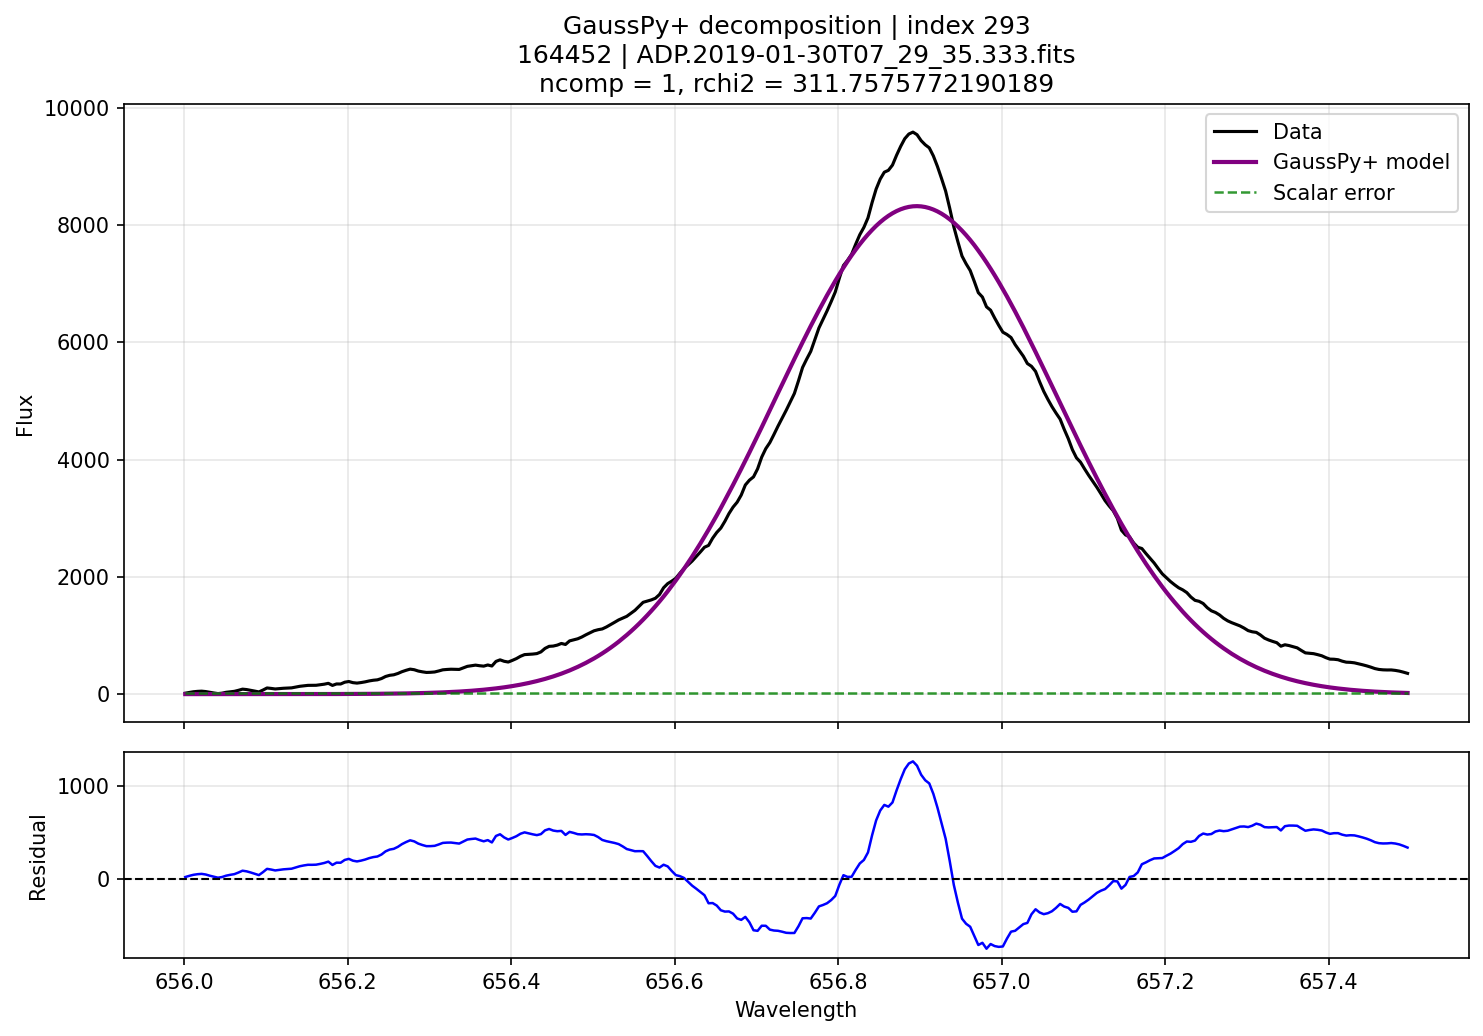 GaussPy+ decomposition | index 293
164452 | ADP.2019-01-30T07_29_35.333.fits
ncomp = 1, rchi2 = 311.7575772190189
10000
8000
6000
4000
2000
0
Flux
Data
GaussPy+ model
Scalar error
1000
0
Residual
656.0
656.2
656.4
656.6
656.8
657.0
657.2
657.4
Wavelength